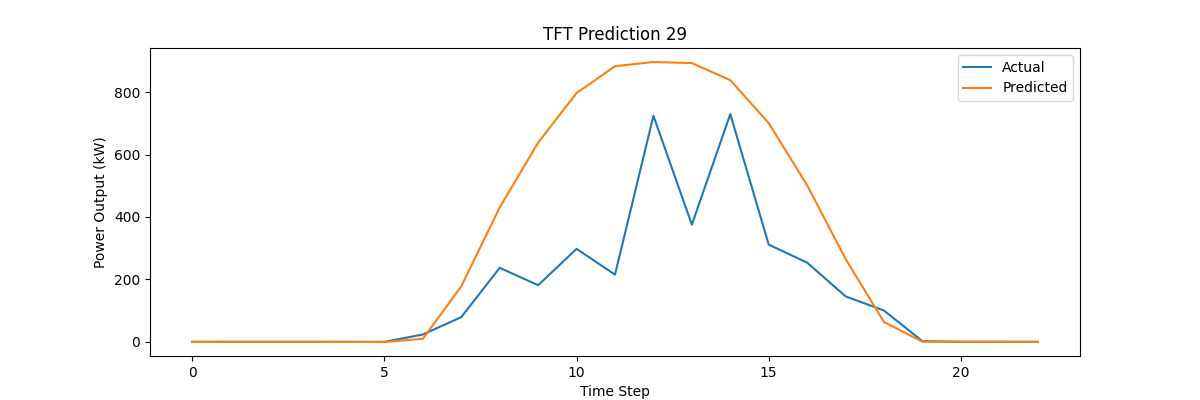 TFT Prediction 29
Actual
Predicted
800
600
400
200
0
Power Output (kW)
0 5 10 15 20
Time Step